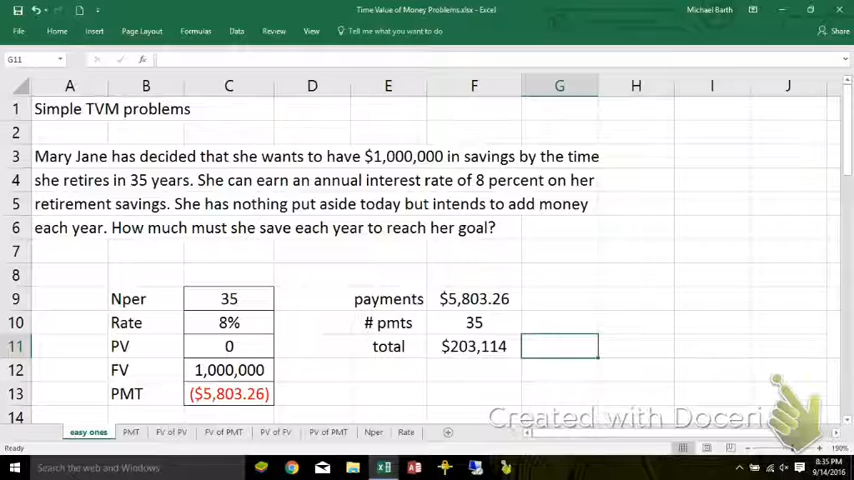 Time Value of Money Problems.xlsx - Excel
Michael Barth
File Home Insert Page Layout Formulas Data Review View Tell me what you want to do Share
G11 fx
A B C D E F G H I J
1 Simple TVM problems
2
3 Mary Jane has decided that she wants to have $1,000,000 in savings by the time
4 she retires in 35 years. She can earn an annual interest rate of 8 percent on her
5 retirement savings. She has nothing put aside today but intends to add money
6 each year. How much must she save each year to reach her goal?
7
8
9 Nper 35 payments $5,803.26
10 Rate 8% # pmts 35
11 PV 0 total $203,114
12 FV 1,000,000
13 PMT ($5,803.26)
14
Created with Doceri
easy ones PMT FV of PV FV of PMT PV of FV PV of PMT Nper Rate
Ready 190%
Search the web and Windows
8:35 PM
9/14/2016